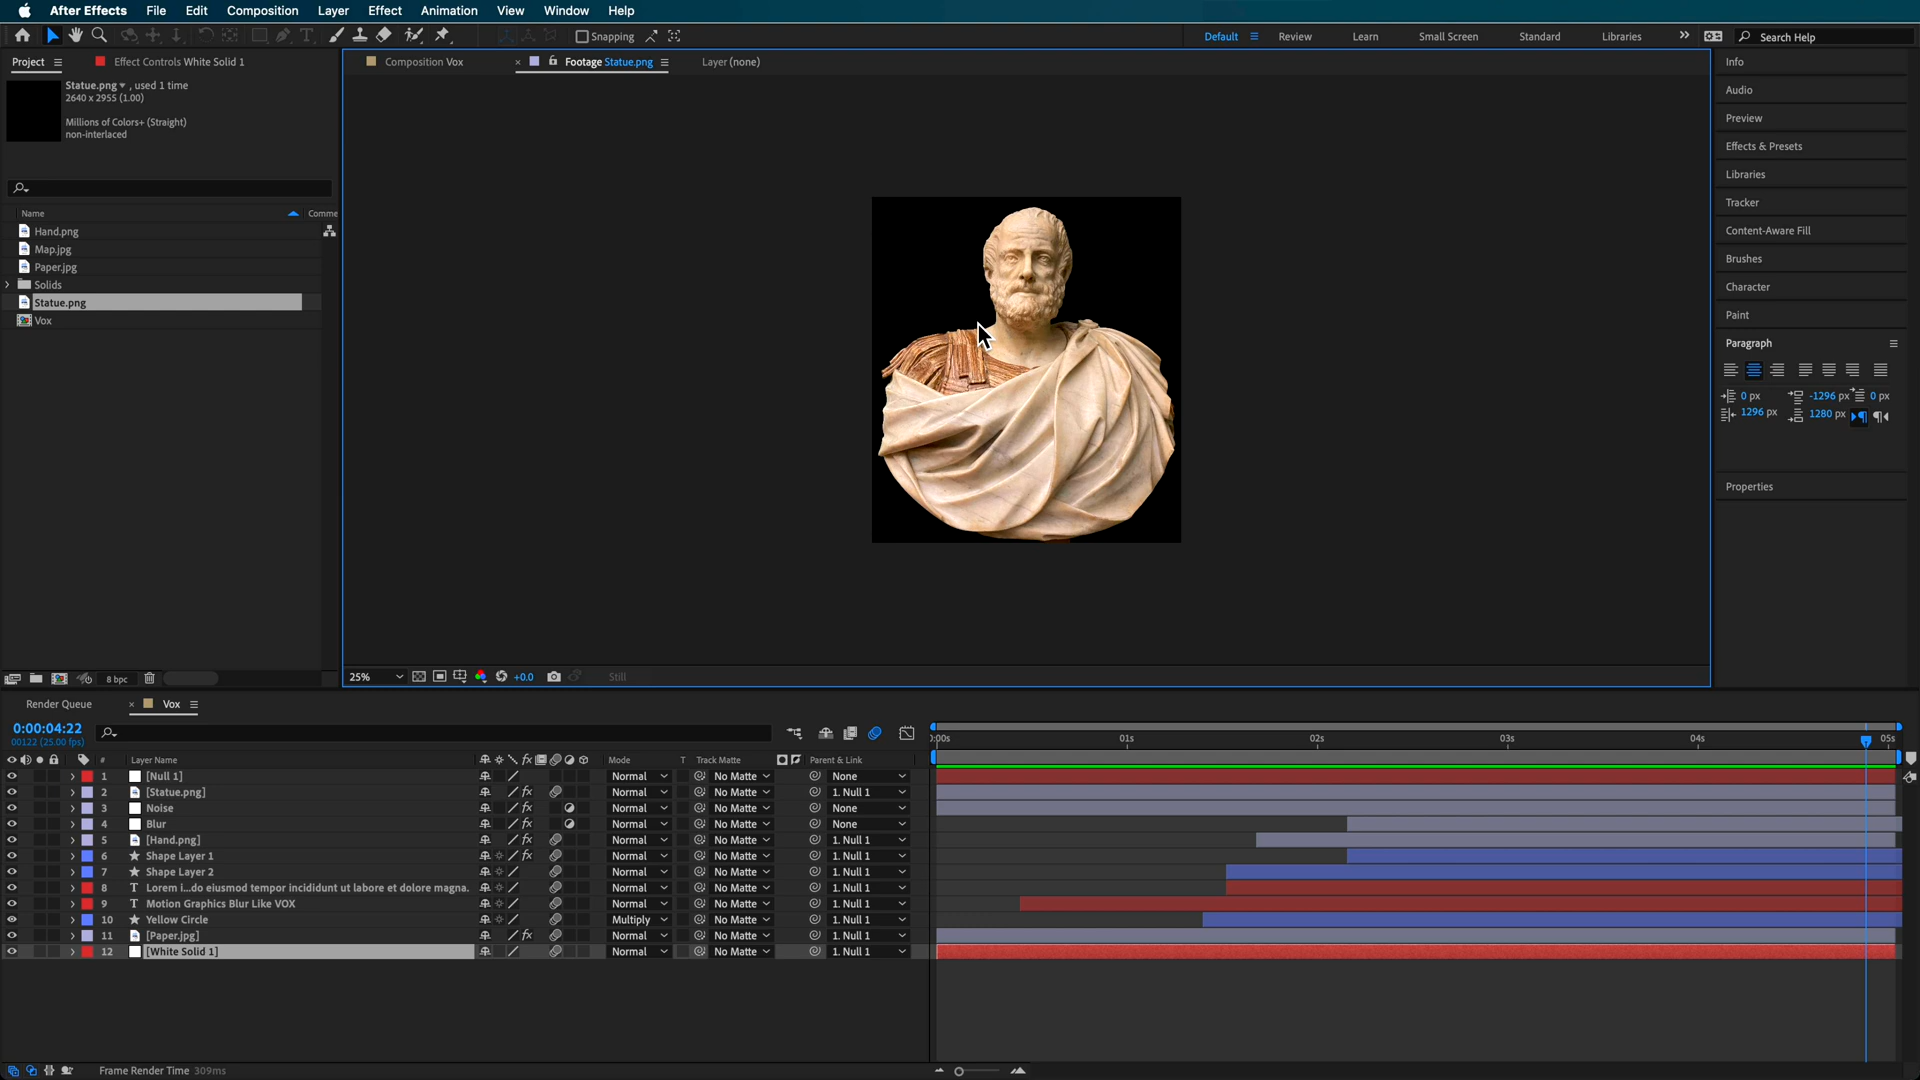 After Effects File Edit Composition Layer Effect Animation View Window Help
Snapping Default Review Learn Small Screen Standard Libraries Search Help
Project Effect Controls White Solid 1
Composition Vox Footage Statue.png Layer (none)
Statue.png , used 1 time
2640 x 2955 (1.00)
Millions of Colors+ (Straight)
non-interlaced
Name Comme
Hand.png
Map.jpg
Paper.jpg
Solids
Statue.png
Vox
8 bpc
25% +0.0 Still
Info
Audio
Preview
Effects & Presets
Libraries
Tracker
Content-Aware Fill
Brushes
Character
Paint
Paragraph
0 px -1296 px 0 px
1296 px 1280 px
Properties
Render Queue Vox
0:00:04:22
00122 (25.00 fps)
0:00s 01s 02s 03s 04s 05s
# Layer Name Mode T Track Matte Parent & Link
1 [Null 1] Normal No Matte None
2 [Statue.png] Normal No Matte 1. Null 1
3 Noise Normal No Matte None
4 Blur Normal No Matte None
5 [Hand.png] Normal No Matte 1. Null 1
6 Shape Layer 1 Normal No Matte 1. Null 1
7 Shape Layer 2 Normal No Matte 1. Null 1
8 T Lorem i...do eiusmod tempor incididunt ut labore et dolore magna. Normal No Matte 1. Null 1
9 T Motion Graphics Blur Like VOX Normal No Matte 1. Null 1
10 Yellow Circle Multiply No Matte 1. Null 1
11 [Paper.jpg] Normal No Matte 1. Null 1
12 [White Solid 1] Normal No Matte 1. Null 1
Frame Render Time 309ms